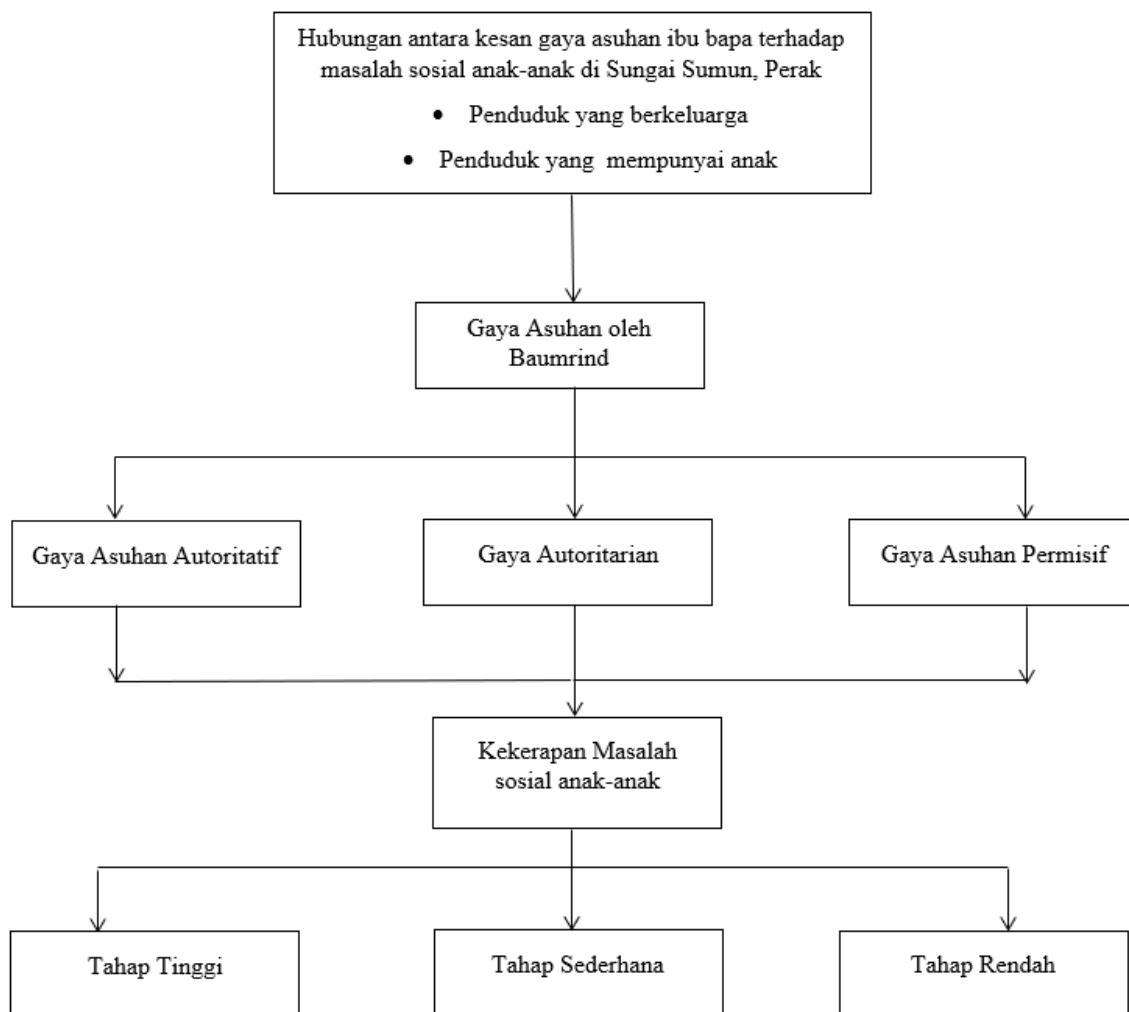 Hubungan antara kesan gaya asuhan ibu bapa terhadap
masalah sosial anak-anak di Sungai Sumun, Perak
• Penduduk yang berkeluarga
• Penduduk yang mempunyai anak
Gaya Asuhan oleh
Baumrind
Gaya Asuhan Autoritatif
Gaya Autoritarian
Gaya Asuhan Permisif
Kekerapan Masalah
sosial anak-anak
Tahap Tinggi
Tahap Sederhana
Tahap Rendah